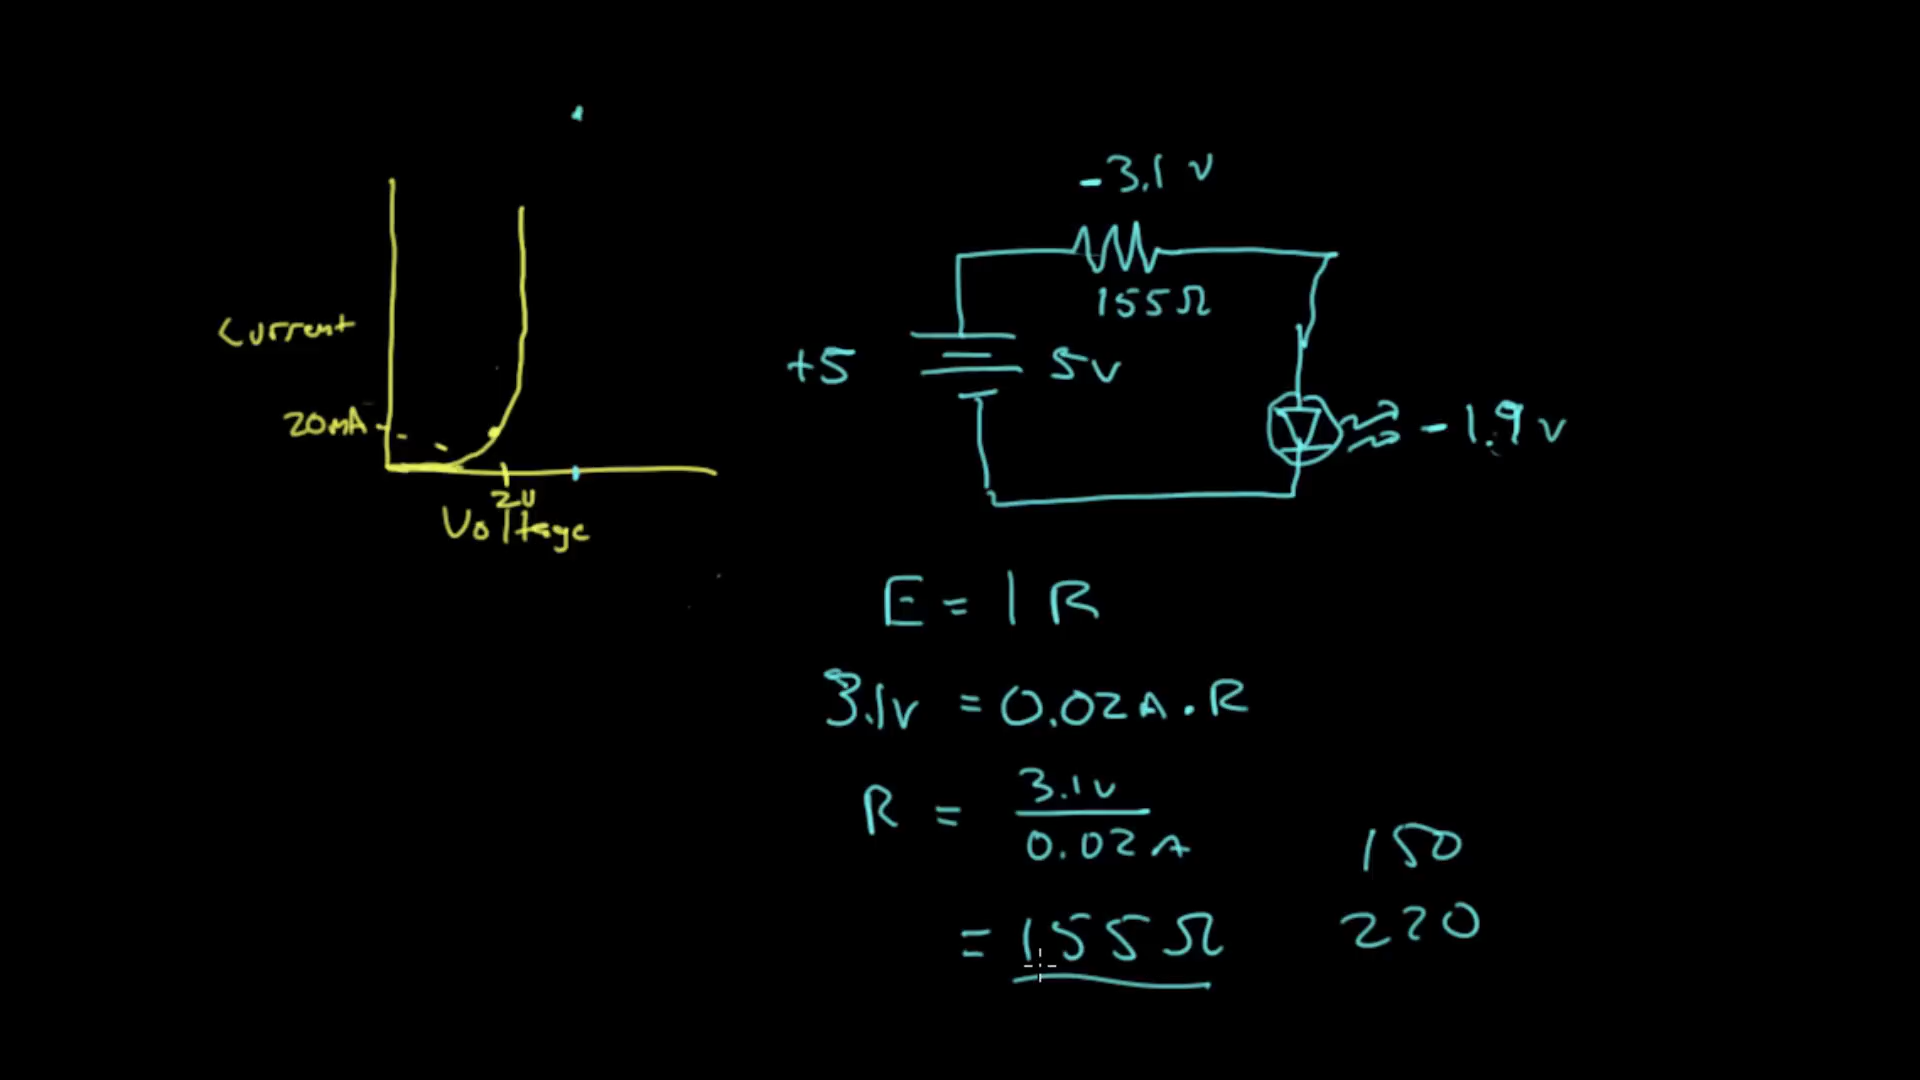 Current
20mA
2v
Voltage
-3.1 v
155Ω
+5
5v
-1.9 v
E = I R
3.1v = 0.02A · R
R = 3.1v / 0.02A
= 155Ω
150
220